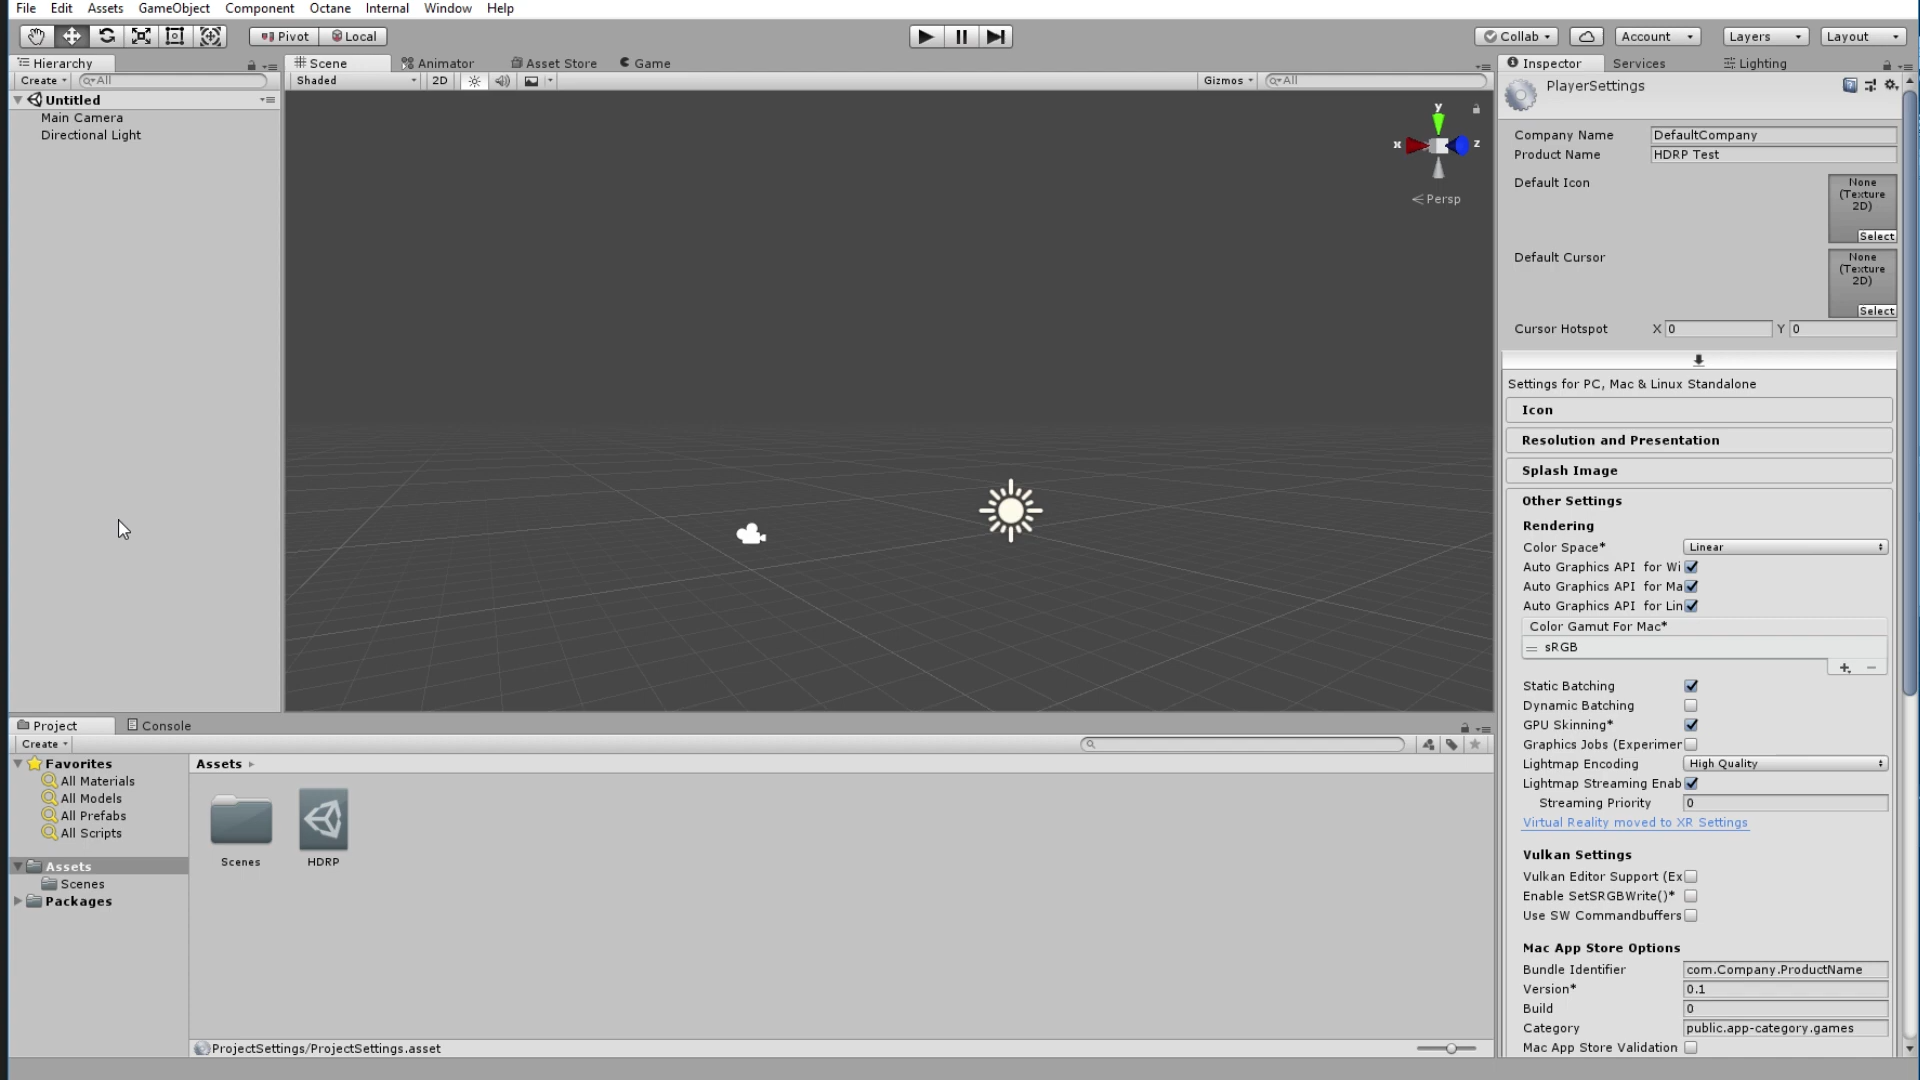 File Edit Assets GameObject Component Octane Internal Window Help
Pivot Local Collab Account Layers Layout
Hierarchy Scene Animator Asset Store Game Inspector Services Lighting
Create All Shaded 2D Gizmos All
Untitled
Main Camera
Directional Light
y
x z
Persp
PlayerSettings
Company Name DefaultCompany
Product Name HDRP Test
Default Icon None (Texture 2D)
Select
Default Cursor None (Texture 2D)
Select
Cursor Hotspot X 0 Y 0
Settings for PC, Mac & Linux Standalone
Icon
Resolution and Presentation
Splash Image
Other Settings
Rendering
Color Space* Linear
Auto Graphics API for Wi
Auto Graphics API for Ma
Auto Graphics API for Lin
Color Gamut For Mac*
sRGB
Static Batching
Dynamic Batching
GPU Skinning*
Graphics Jobs (Experimer
Lightmap Encoding High Quality
Lightmap Streaming Enab
Streaming Priority 0
Virtual Reality moved to XR Settings
Vulkan Settings
Vulkan Editor Support (Ex
Enable SetSRGBWrite()*
Use SW Commandbuffers
Mac App Store Options
Bundle Identifier com.Company.ProductName
Version* 0.1
Build 0
Category public.app-category.games
Mac App Store Validation
Project Console
Create
Favorites
All Materials
All Models
All Prefabs
All Scripts
Assets
Scenes
Packages
Assets
Scenes HDRP
ProjectSettings/ProjectSettings.asset